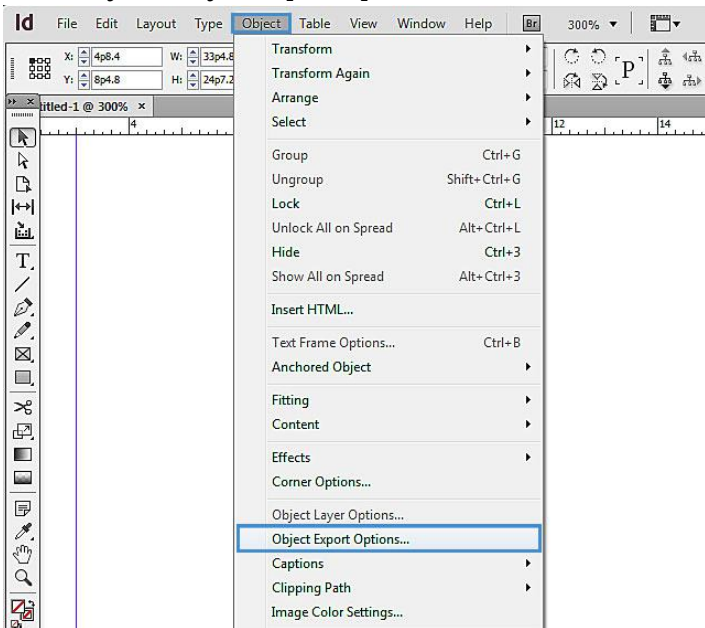 Id File Edit Layout Type Object Table View Window Help Br 300%
X: 4p8.4 W: 33p4.8
Y: 8p4.8 H: 24p7.2
titled-1 @ 300% ×
4 12 14
Transform
Transform Again
Arrange
Select
Group Ctrl+G
Ungroup Shift+Ctrl+G
Lock Ctrl+L
Unlock All on Spread Alt+Ctrl+L
Hide Ctrl+3
Show All on Spread Alt+Ctrl+3
Insert HTML...
Text Frame Options... Ctrl+B
Anchored Object
Fitting
Content
Effects
Corner Options...
Object Layer Options...
Object Export Options...
Captions
Clipping Path
Image Color Settings...